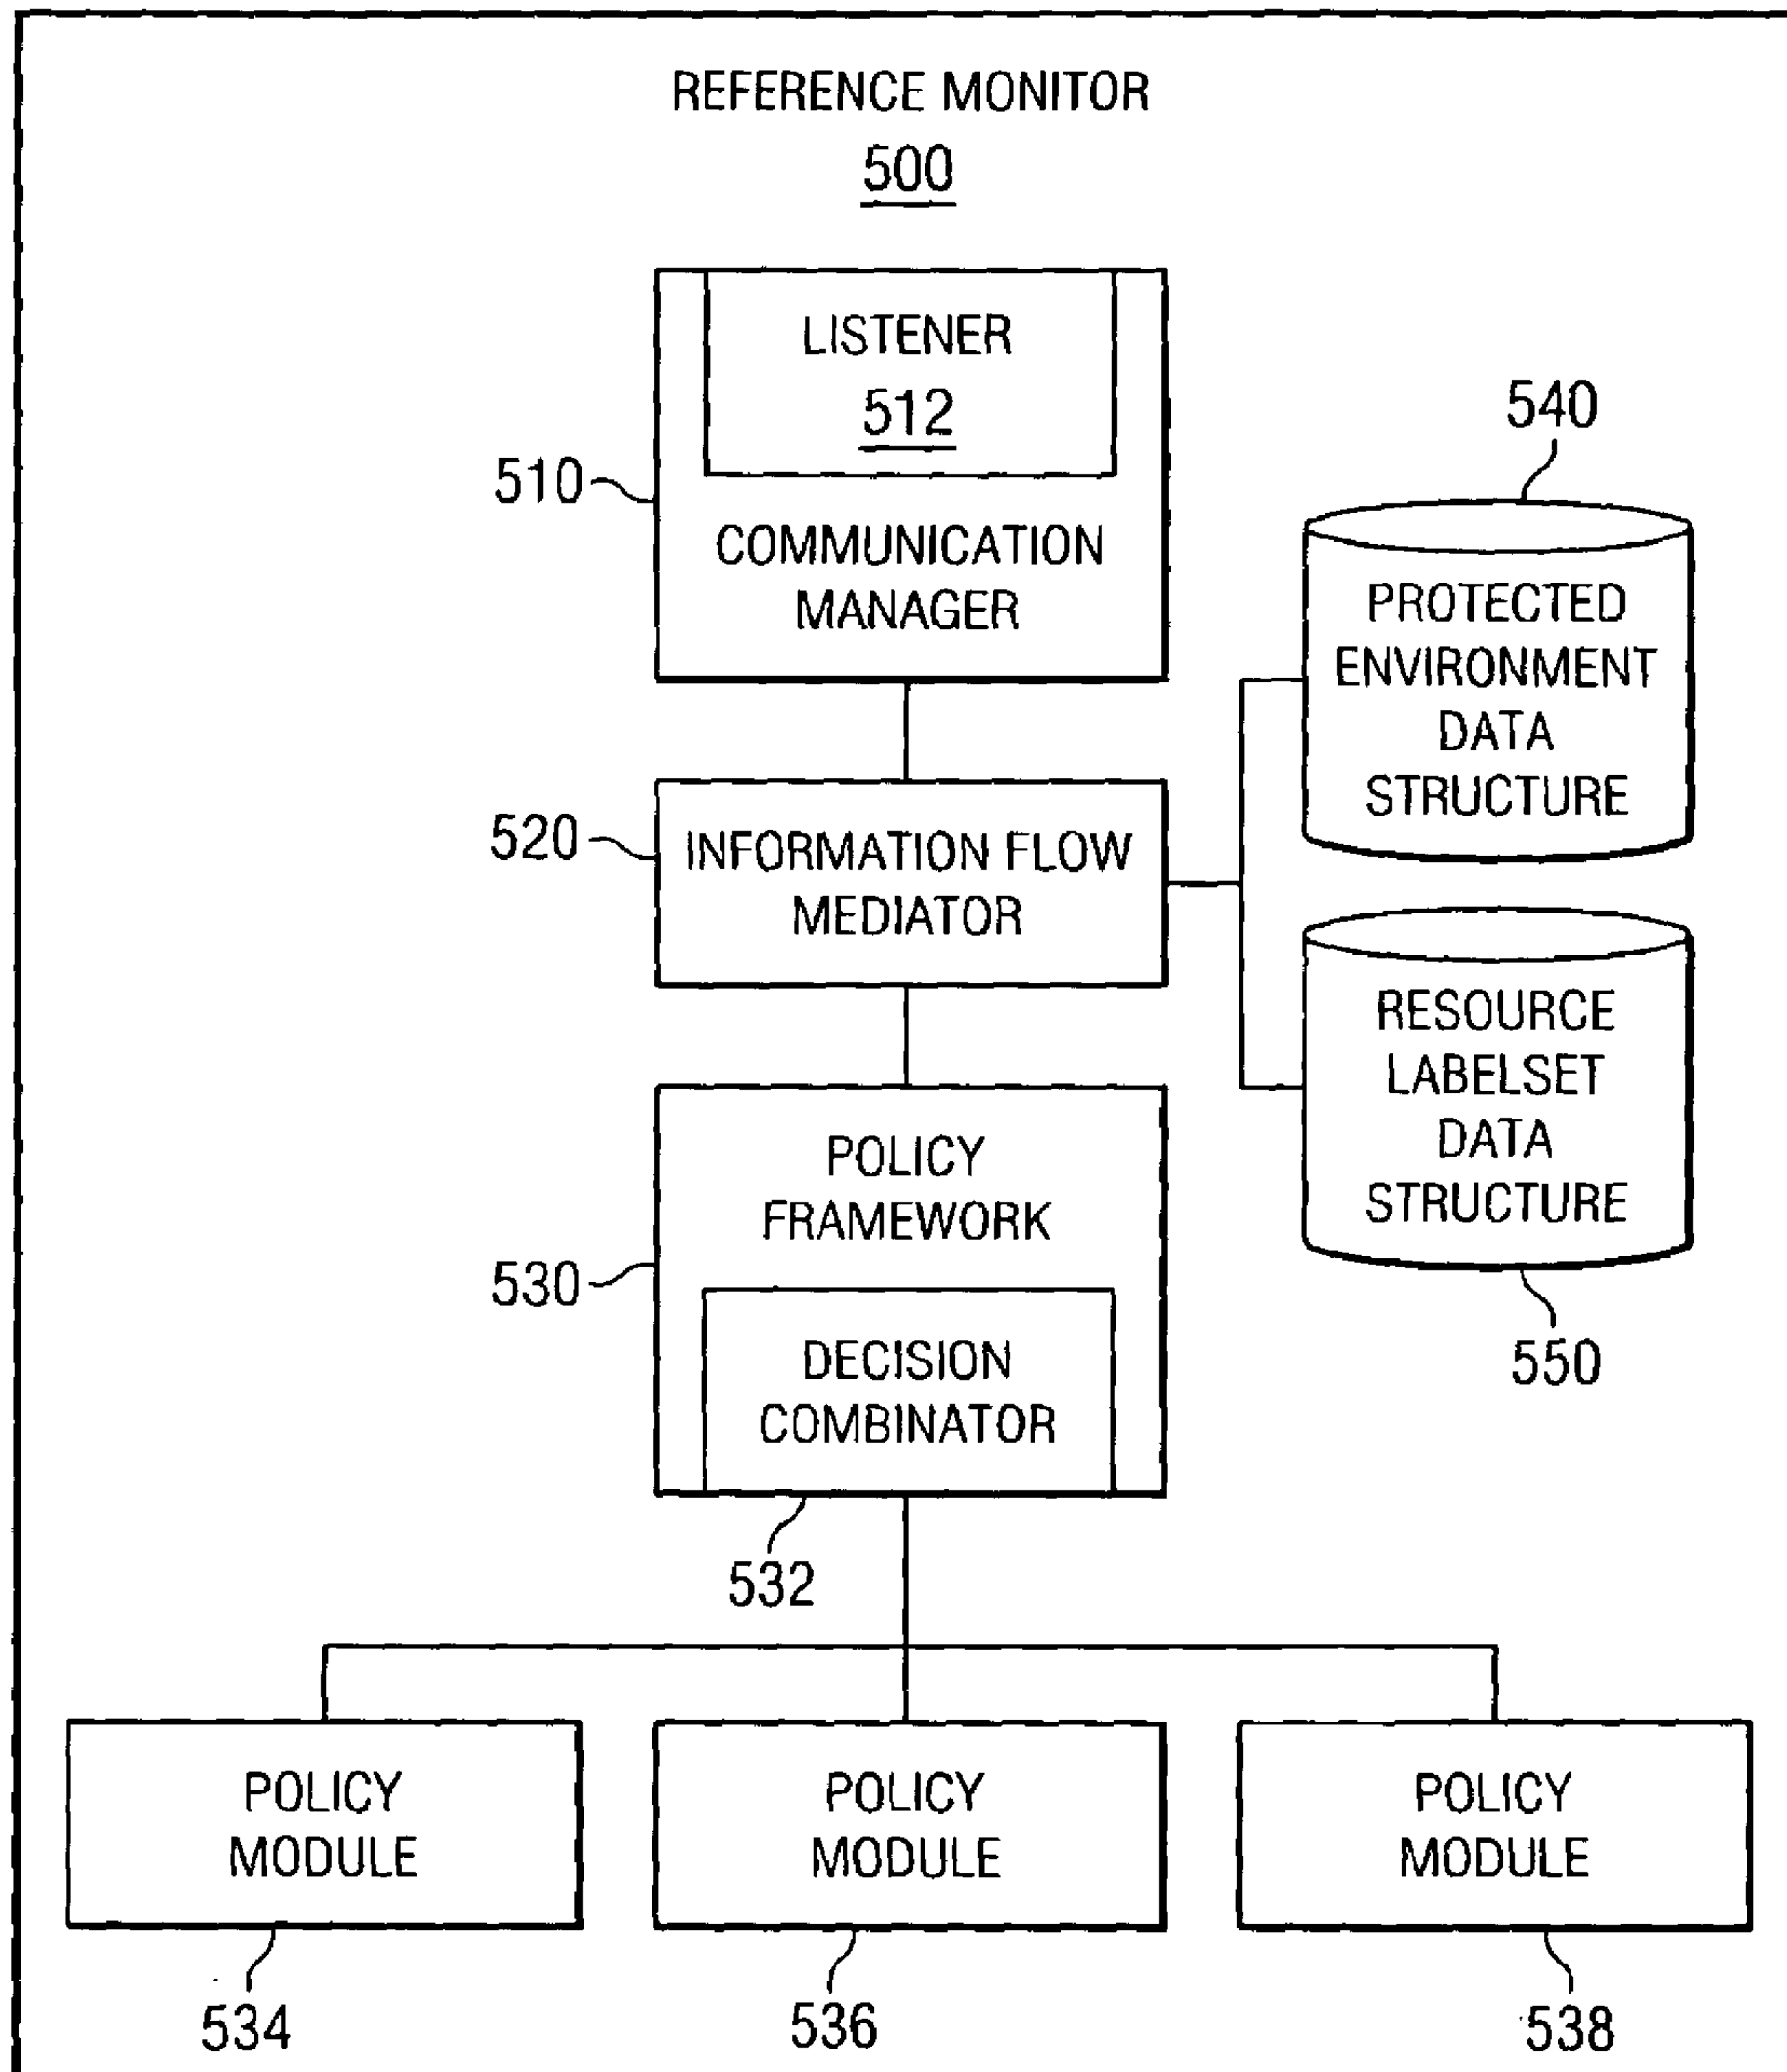 REFERENCE MONITOR
500
LISTENER
512
510
COMMUNICATION
MANAGER
540
PROTECTED
ENVIRONMENT
DATA
STRUCTURE
520
INFORMATION FLOW
MEDIATOR
RESOURCE
LABELSET
DATA
STRUCTURE
550
POLICY
FRAMEWORK
530
DECISION
COMBINATOR
532
POLICY
MODULE
534
POLICY
MODULE
536
POLICY
MODULE
538